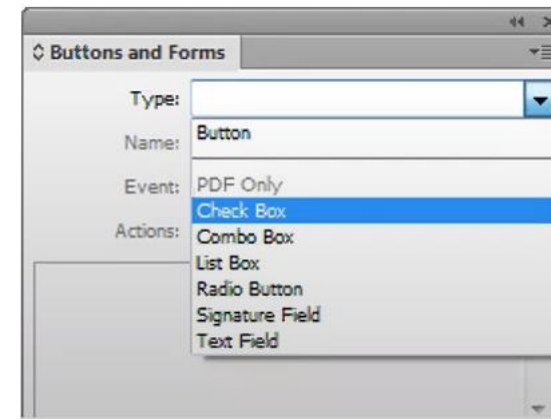 Buttons and Forms
Type:
Name:
Button
Event:
PDF Only
Check Box
Actions:
Combo Box
List Box
Radio Button
Signature Field
Text Field